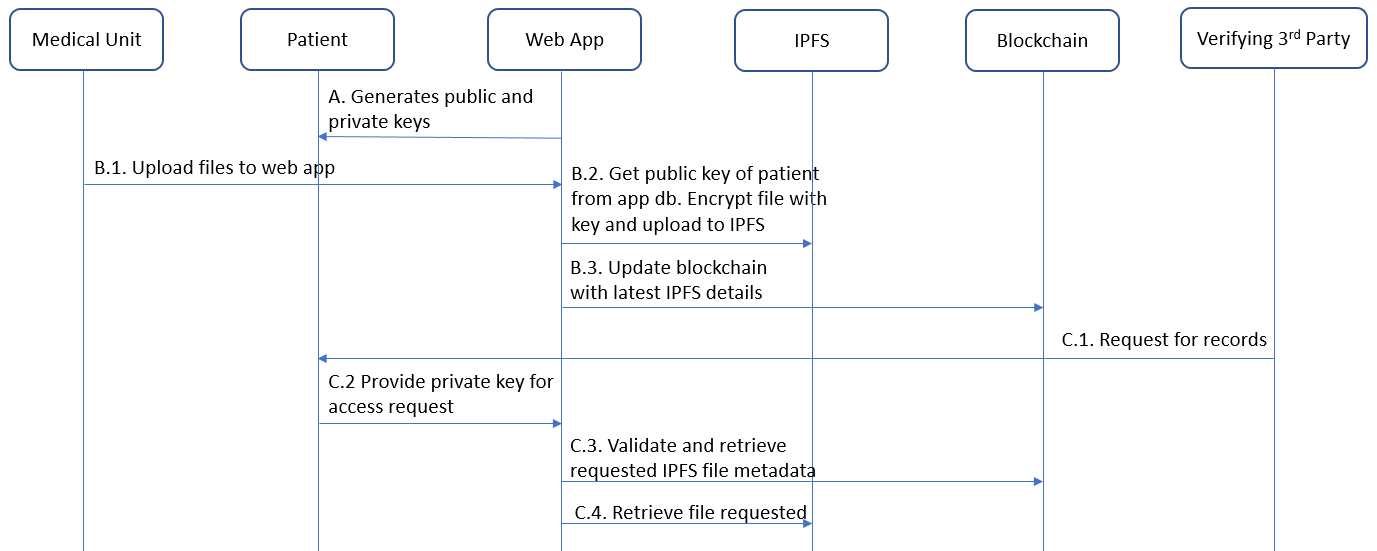 Medical Unit
Patient
Web App
IPFS
Blockchain
Verifying 3rd Party
A. Generates public and
private keys
B.1. Upload files to web app
B.2. Get public key of patient
from app db. Encrypt file with
key and upload to IPFS
B.3. Update blockchain
with latest IPFS details
C.1. Request for records
C.2 Provide private key for
access request
C.3. Validate and retrieve
requested IPFS file metadata
C.4. Retrieve file requested